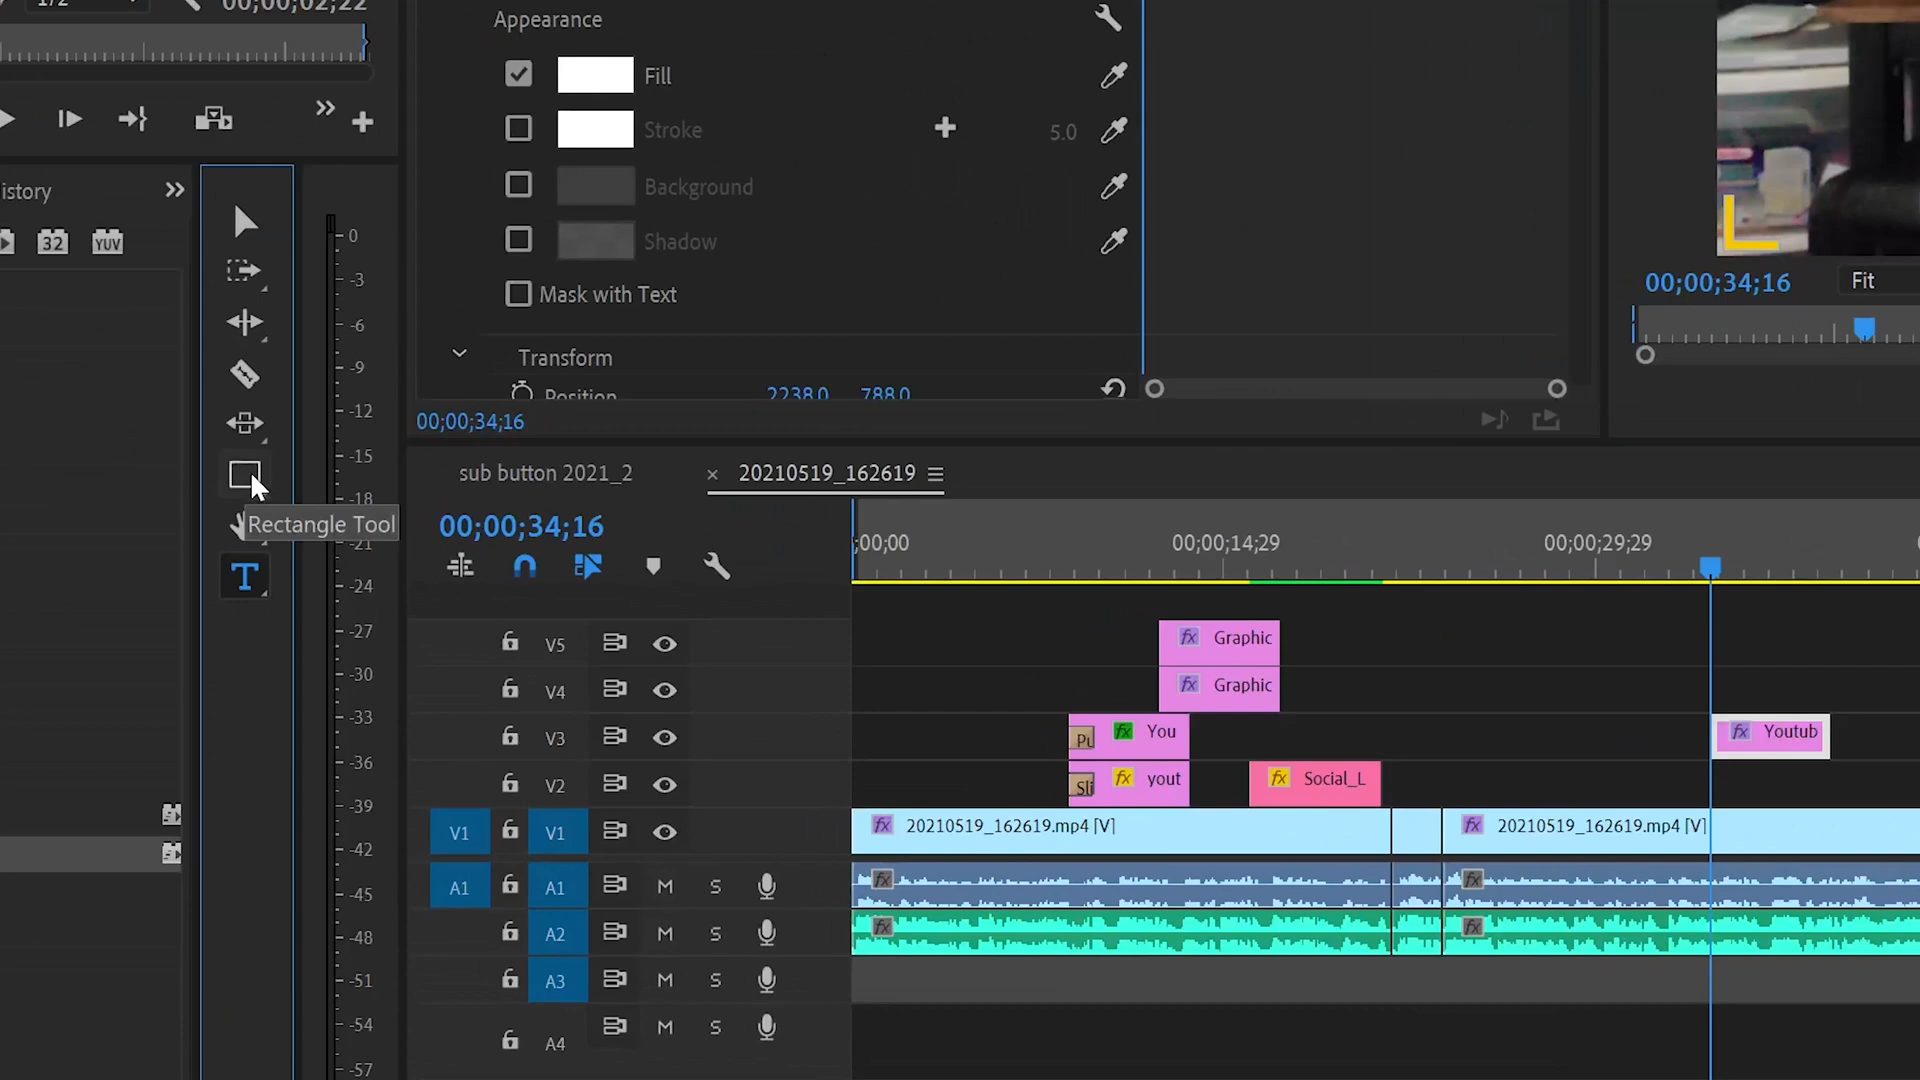 1/2
00;00;02;22
Appearance
Fill
Stroke
5.0
Background
Shadow
Mask with Text
Transform
Position
2238.0
788.0
00;00;34;16
00;00;34;16
Fit
istory
32
YUV
0
-3
-6
-9
-12
-15
-18
-21
-24
-27
-30
-33
-36
-39
-42
-45
-48
-51
-54
-57
Rectangle Tool
T
sub button 2021_2
× 20210519_162619
00;00;34;16
;00;00
00;00;14;29
00;00;29;29
V5
fx Graphic
V4
fx Graphic
V3
Pu fx You
fx Youtub
V2
Sli fx yout
fx Social_L
V1 V1
fx 20210519_162619.mp4 [V]
fx 20210519_162619.mp4 [V]
A1 A1 M S
fx
fx
A2 M S
fx
fx
A3 M S
A4 M S